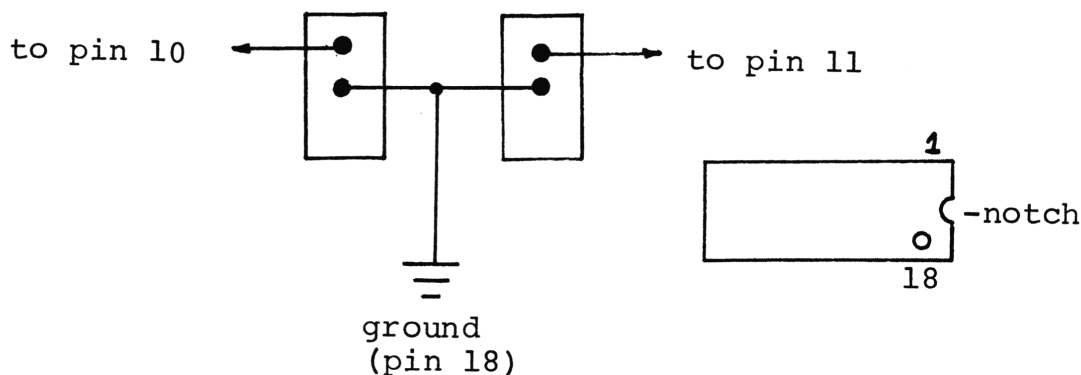 to pin 10
to pin 11
1
-notch
18
ground
(pin 18)